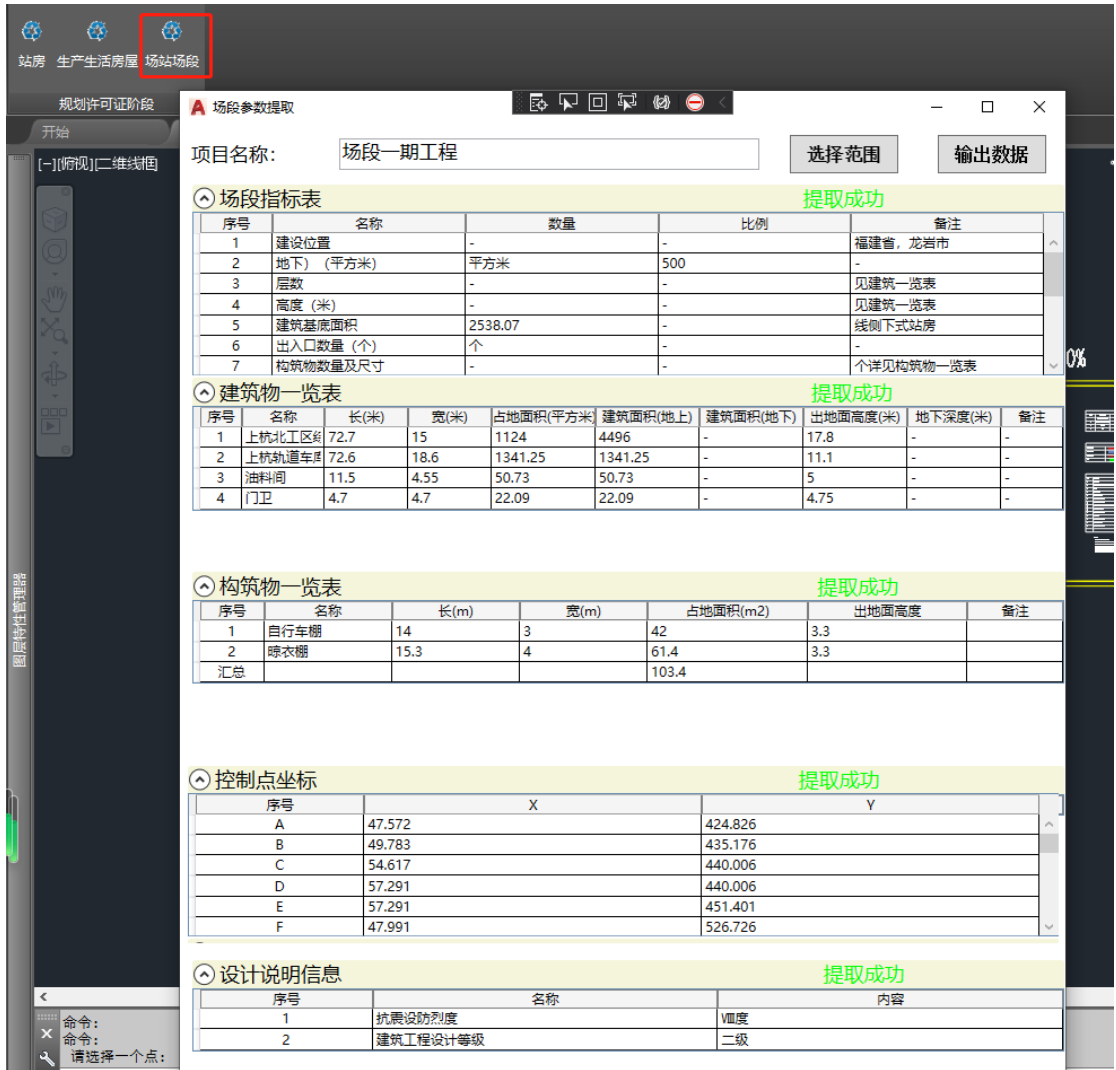 站房 生产生活房屋 场站场段
规划许可证阶段
开始
[-][俯视][二维线框]
场段参数提取
项目名称: 场段一期工程 选择范围 输出数据
场段指标表 提取成功
序号 名称 数量 比例 备注
1 建设位置 - - 福建省，龙岩市
2 地下）（平方米） 平方米 500 -
3 层数 - - 见建筑一览表
4 高度（米） - - 见建筑一览表
5 建筑基底面积 2538.07 - 线侧下式站房
6 出入口数量（个） 个 - -
7 构筑物数量及尺寸 - - 个详见构筑物一览表
0%
建筑物一览表 提取成功
序号 名称 长(米) 宽(米) 占地面积(平方米) 建筑面积(地上) 建筑面积(地下) 出地面高度(米) 地下深度(米) 备注
1 上杭北工区 72.7 15 1124 4496 - 17.8 - -
2 上杭轨道车库 72.6 18.6 1341.25 1341.25 - 11.1 - -
3 油料间 11.5 4.55 50.73 50.73 - 5 - -
4 门卫 4.7 4.7 22.09 22.09 - 4.75 - -
构筑物一览表 提取成功
序号 名称 长(m) 宽(m) 占地面积(m2) 出地面高度 备注
1 自行车棚 14 3 42 3.3
2 晾衣棚 15.3 4 61.4 3.3
汇总 103.4
图层特性管理器
控制点坐标 提取成功
序号 X Y
A 47.572 424.826
B 49.783 435.176
C 54.617 440.006
D 57.291 440.006
E 57.291 451.401
F 47.991 526.726
设计说明信息 提取成功
序号 名称 内容
1 抗震设防烈度 Ⅷ度
2 建筑工程设计等级 二级
命令:
命令:
请选择一个点: